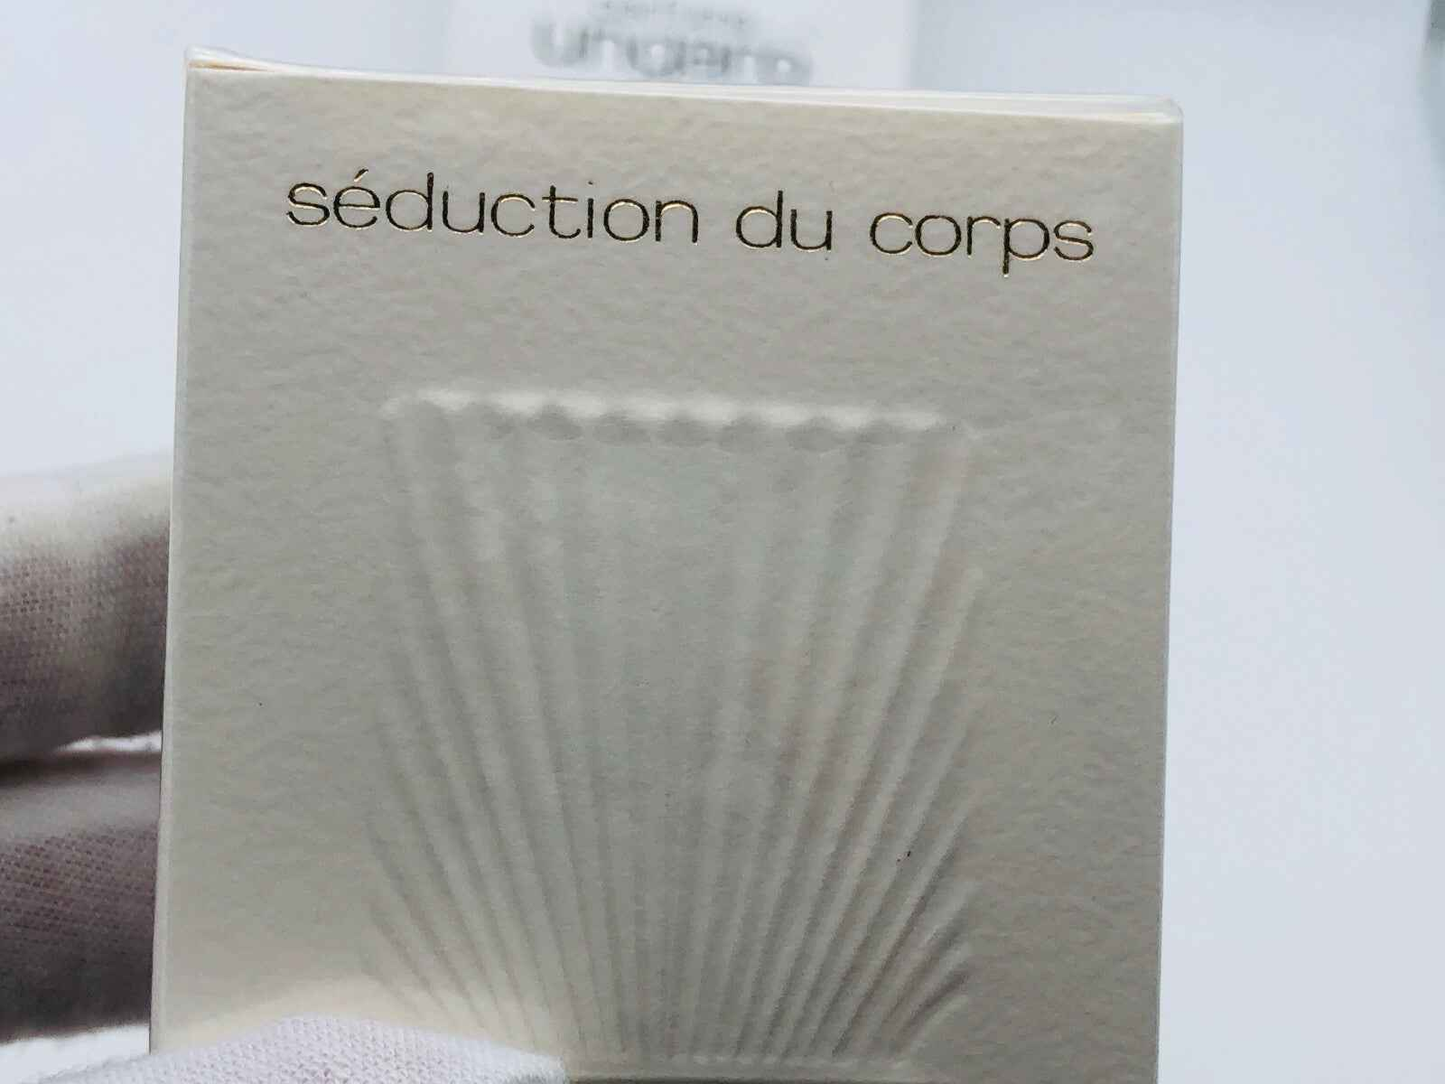 séduction du corps